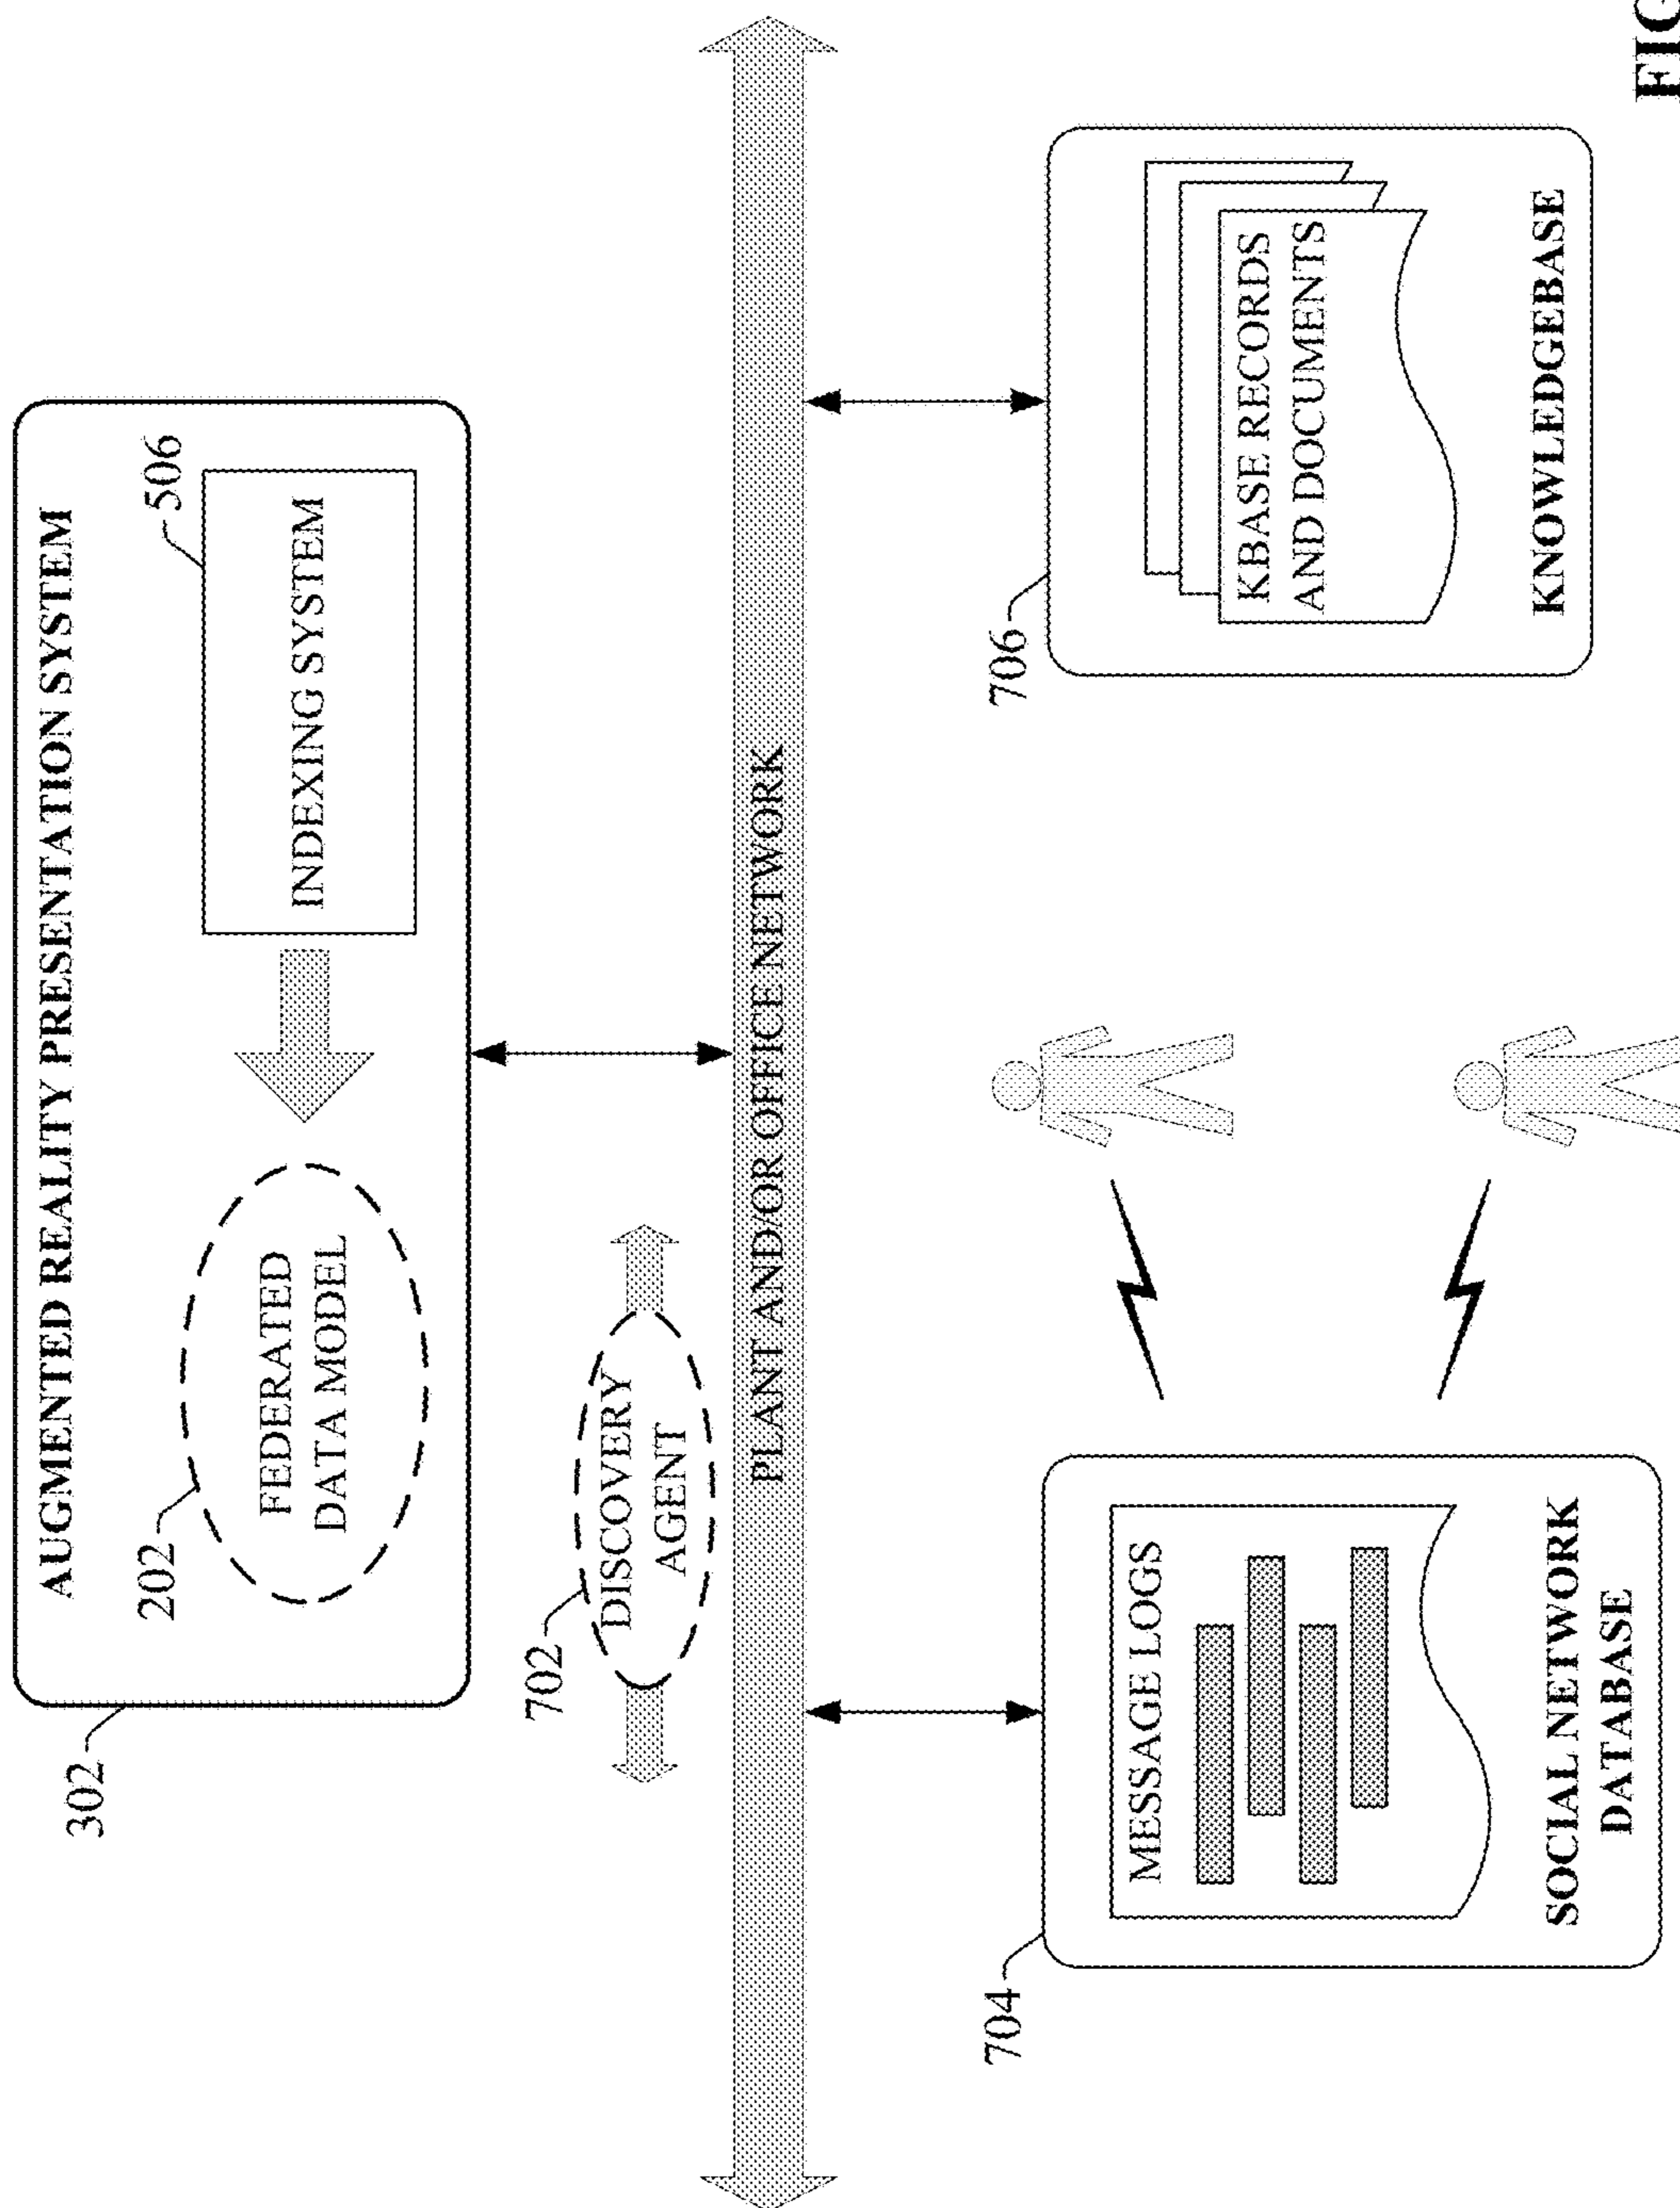 AUGMENTED REALITY PRESENTATION SYSTEM
302
202
FEDERATED
DATA MODEL
506
INDEXING SYSTEM
702
DISCOVERY
AGENT
PLANT AND/OR OFFICE NETWORK
704
MESSAGE LOGS
SOCIAL NETWORK
DATABASE
706
KBASE RECORDS
AND DOCUMENTS
KNOWLEDGEBASE